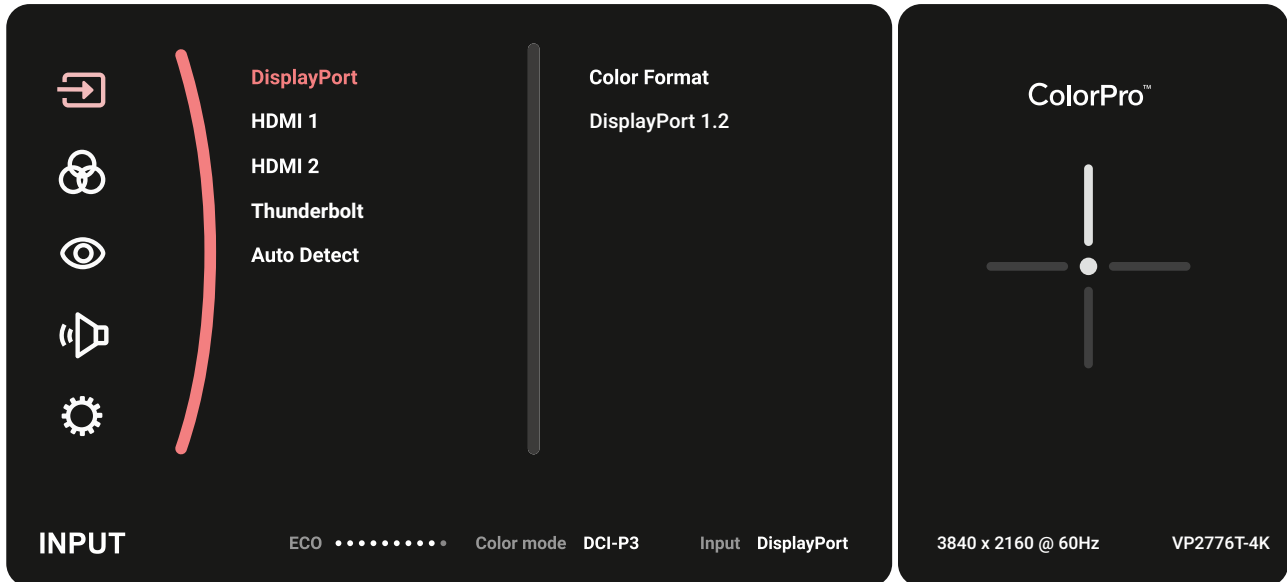 DisplayPort
HDMI 1
HDMI 2
Thunderbolt
Auto Detect
Color Format
DisplayPort 1.2
INPUT
ECO
Color mode DCI-P3
Input DisplayPort
ColorPro™
3840 x 2160 @ 60Hz
VP2776T-4K